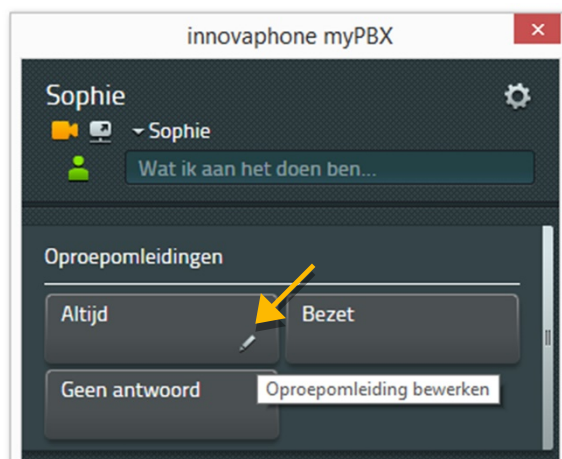 innovaphone myPBX
Sophie
Sophie
Wat ik aan het doen ben...
Oproepomleidingen
Altijd
Bezet
Geen antwoord
Oproepomleiding bewerken